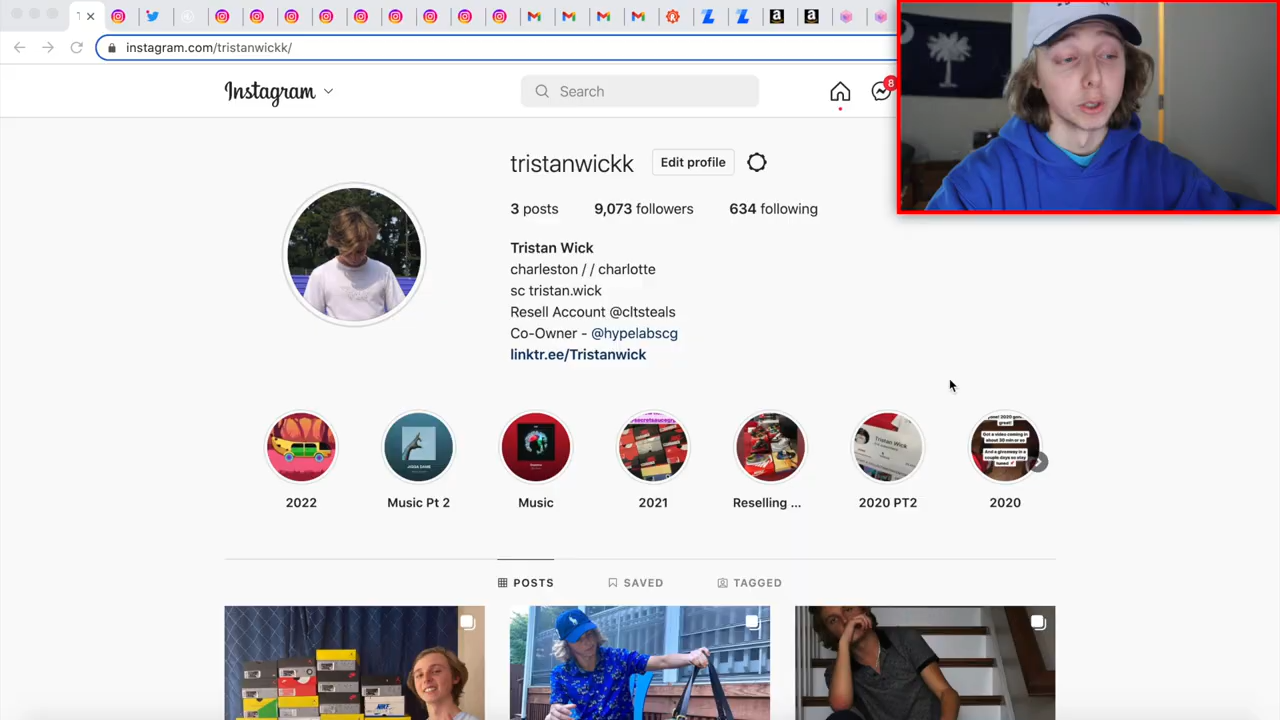 instagram.com/tristanwickk/
Instagram
Search
8
tristanwickk
Edit profile
3 posts
9,073 followers
634 following
Tristan Wick
charleston / / charlotte
sc tristan.wick
Resell Account @cltsteals
Co-Owner - @hypelabscg
linktr.ee/Tristanwick
2022
Music Pt 2
Music
2021
Reselling ...
2020 PT2
2020
POSTS
SAVED
TAGGED